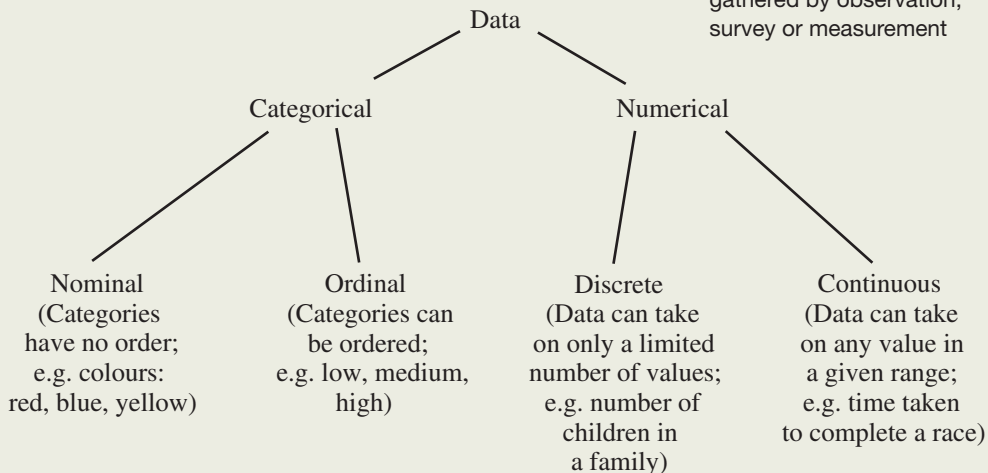 gathered by observation,
survey or measurement
Data
Categorical
Numerical
Nominal
(Categories
have no order;
e.g. colours:
red, blue, yellow)
Ordinal
(Categories can
be ordered;
e.g. low, medium,
high)
Discrete
(Data can take
on only a limited
number of values;
e.g. number of
children in
a family)
Continuous
(Data can take
on any value in
a given range;
e.g. time taken
to complete a race)